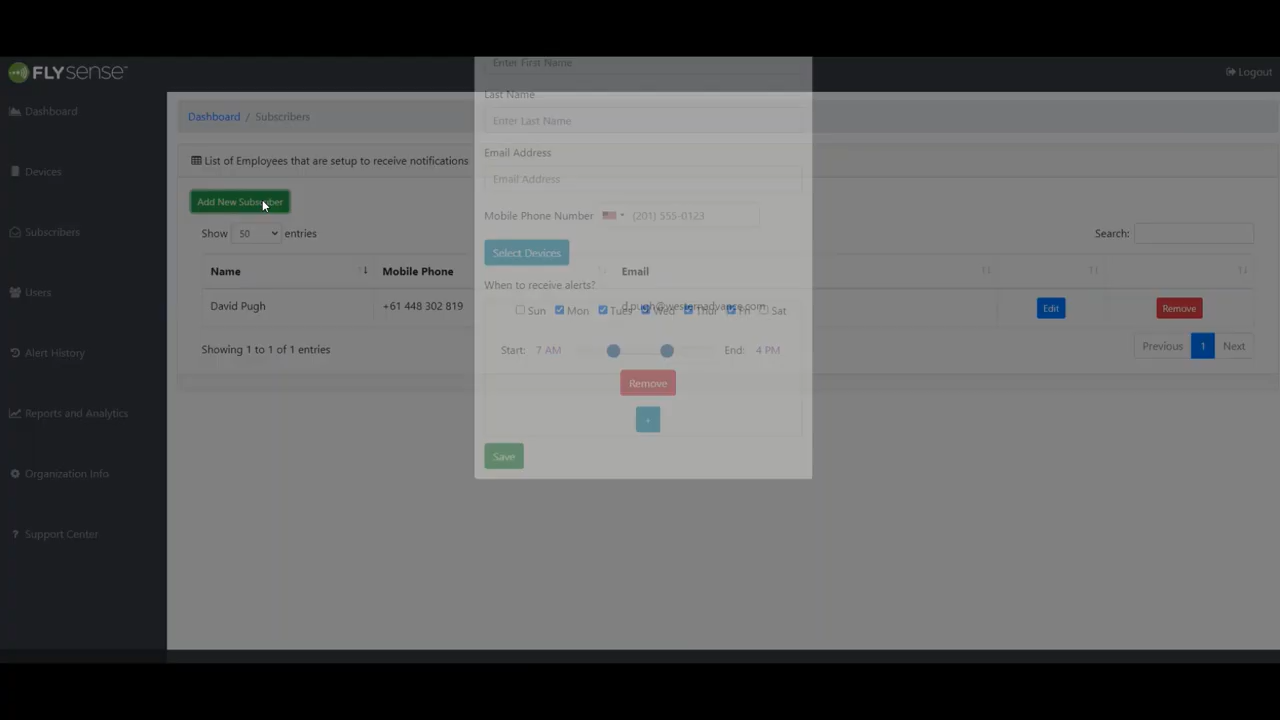 FLYSENSE™
Logout
Dashboard
Devices
Subscribers
Users
Alert History
Reports and Analytics
Organization Info
Support Center
Dashboard / Subscribers
List of Employees that are setup to receive notifications
Add New Subscriber
Show 50 entries
Search:
Name Mobile Phone Email
David Pugh +61 448 302 819 d.pugh@westernadvance.com Edit Remove
Showing 1 to 1 of 1 entries
Previous 1 Next
Enter First Name
Last Name
Enter Last Name
Email Address
Email Address
Mobile Phone Number (201) 555-0123
Select Devices
When to receive alerts?
Sun Mon Tues Wed Thur Fri Sat
Start: 7 AM End: 4 PM
Remove
+
Save